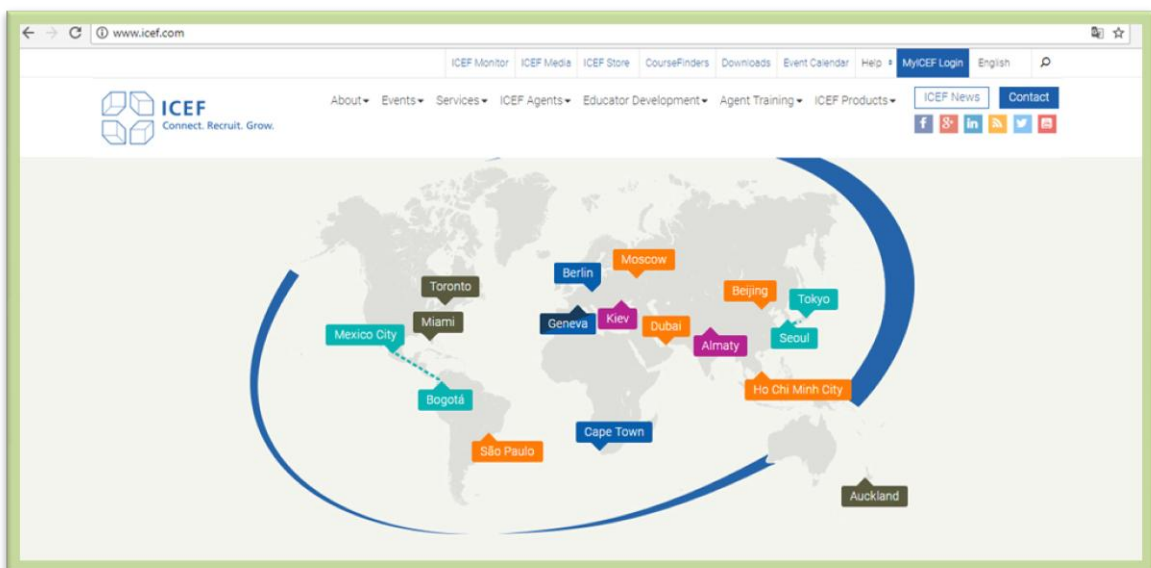 www.icef.com
ICEF Monitor ICEF Media ICEF Store CourseFinders Downloads Event Calendar Help MyICEF Login English
ICEF
Connect. Recruit. Grow.
About Events Services ICEF Agents Educator Development Agent Training ICEF Products
ICEF News Contact
Moscow
Berlin
Toronto
Beijing
Tokyo
Miami
Geneva
Kiev
Dubai
Mexico City
Almaty
Seoul
Ho Chi Minh City
Bogotá
Cape Town
São Paulo
Auckland